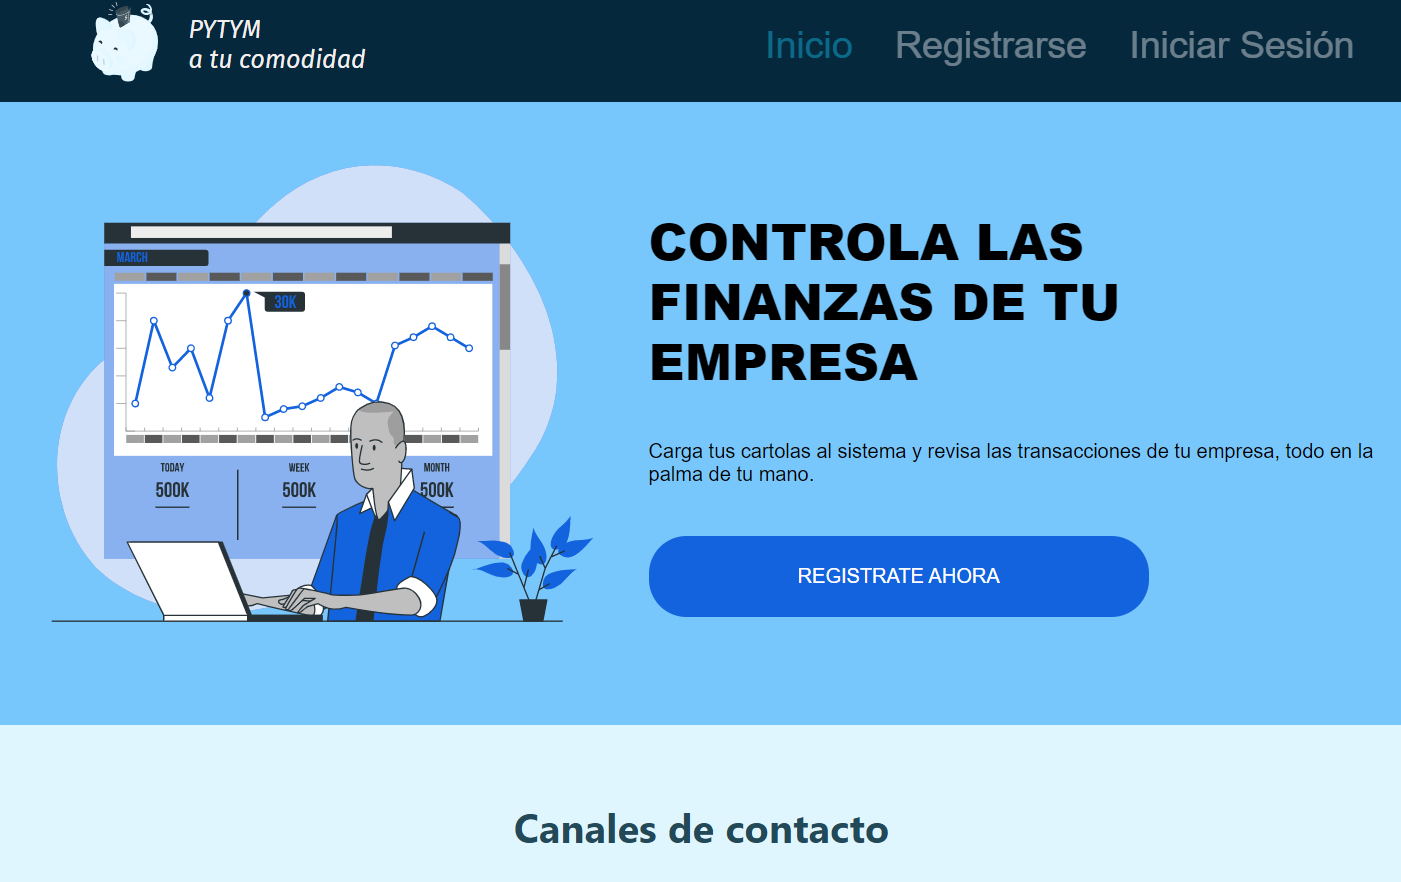 PYTYM
a tu comodidad
Inicio
Registrarse
Iniciar Sesión
MARCH
30K
TODAY
WEEK
MONTH
500K
500K
500K
CONTROLA LAS
FINANZAS DE TU
EMPRESA
Carga tus cartolas al sistema y revisa las transacciones de tu empresa, todo en la
palma de tu mano.
REGISTRATE AHORA
Canales de contacto